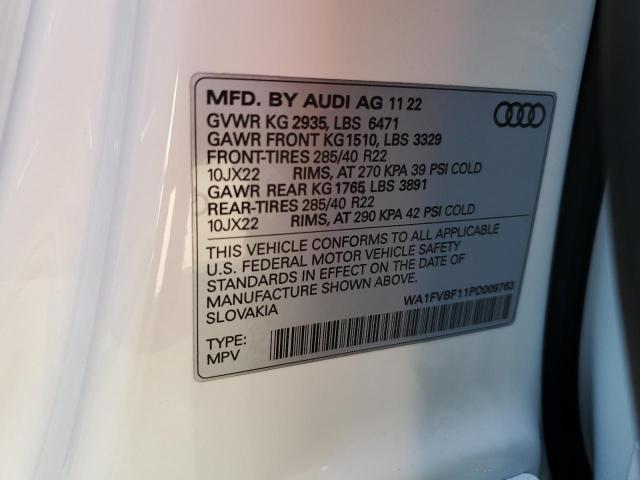 MFD. BY AUDI AG 11 22
GVWR KG 2935, LBS 6471
GAWR FRONT KG 1510, LBS 3329
FRONT-TIRES 285/40 R22
10JX22 RIMS, AT 270 KPA 39 PSI COLD
GAWR REAR KG 1765, LBS 3891
REAR-TIRES 285/40 R22
10JX22 RIMS, AT 290 KPA 42 PSI COLD
THIS VEHICLE CONFORMS TO ALL APPLICABLE
U.S. FEDERAL MOTOR VEHICLE SAFETY
STANDARDS IN EFFECT ON THE DATE OF
MANUFACTURE SHOWN ABOVE.
SLOVAKIA
WA1FVBF11PD009763
TYPE:
MPV